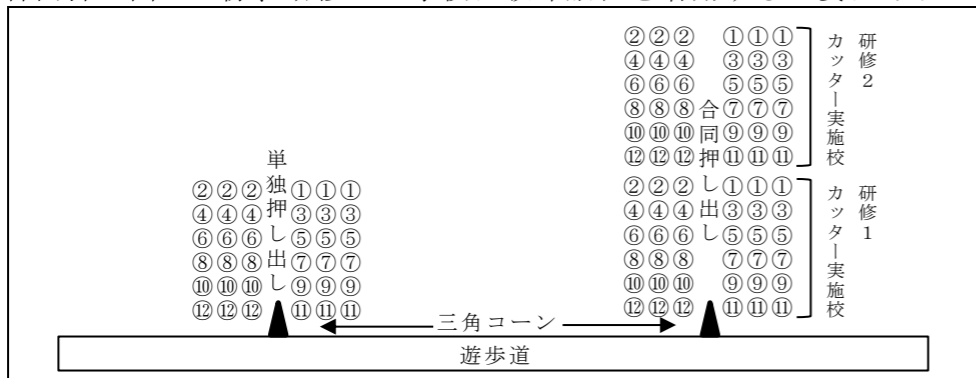 ②②② ①①①
④④④ ③③③
⑥⑥⑥ ⑤⑤⑤
⑧⑧⑧ ⑦⑦⑦
⑩⑩⑩ ⑨⑨⑨
⑫⑫⑫ ⑪⑪⑪
研修2
カッター実施校
合同押し出し
②②② ①①①
④④④ ③③③
⑥⑥⑥ ⑤⑤⑤
⑧⑧⑧ ⑦⑦⑦
⑩⑩⑩ ⑨⑨⑨
⑫⑫⑫ ⑪⑪⑪
研修1
カッター実施校
単独押し出し
②②② ①①①
④④④ ③③③
⑥⑥⑥ ⑤⑤⑤
⑧⑧⑧ ⑦⑦⑦
⑩⑩⑩ ⑨⑨⑨
⑫⑫⑫ ⑪⑪⑪
三角コーン
遊歩道